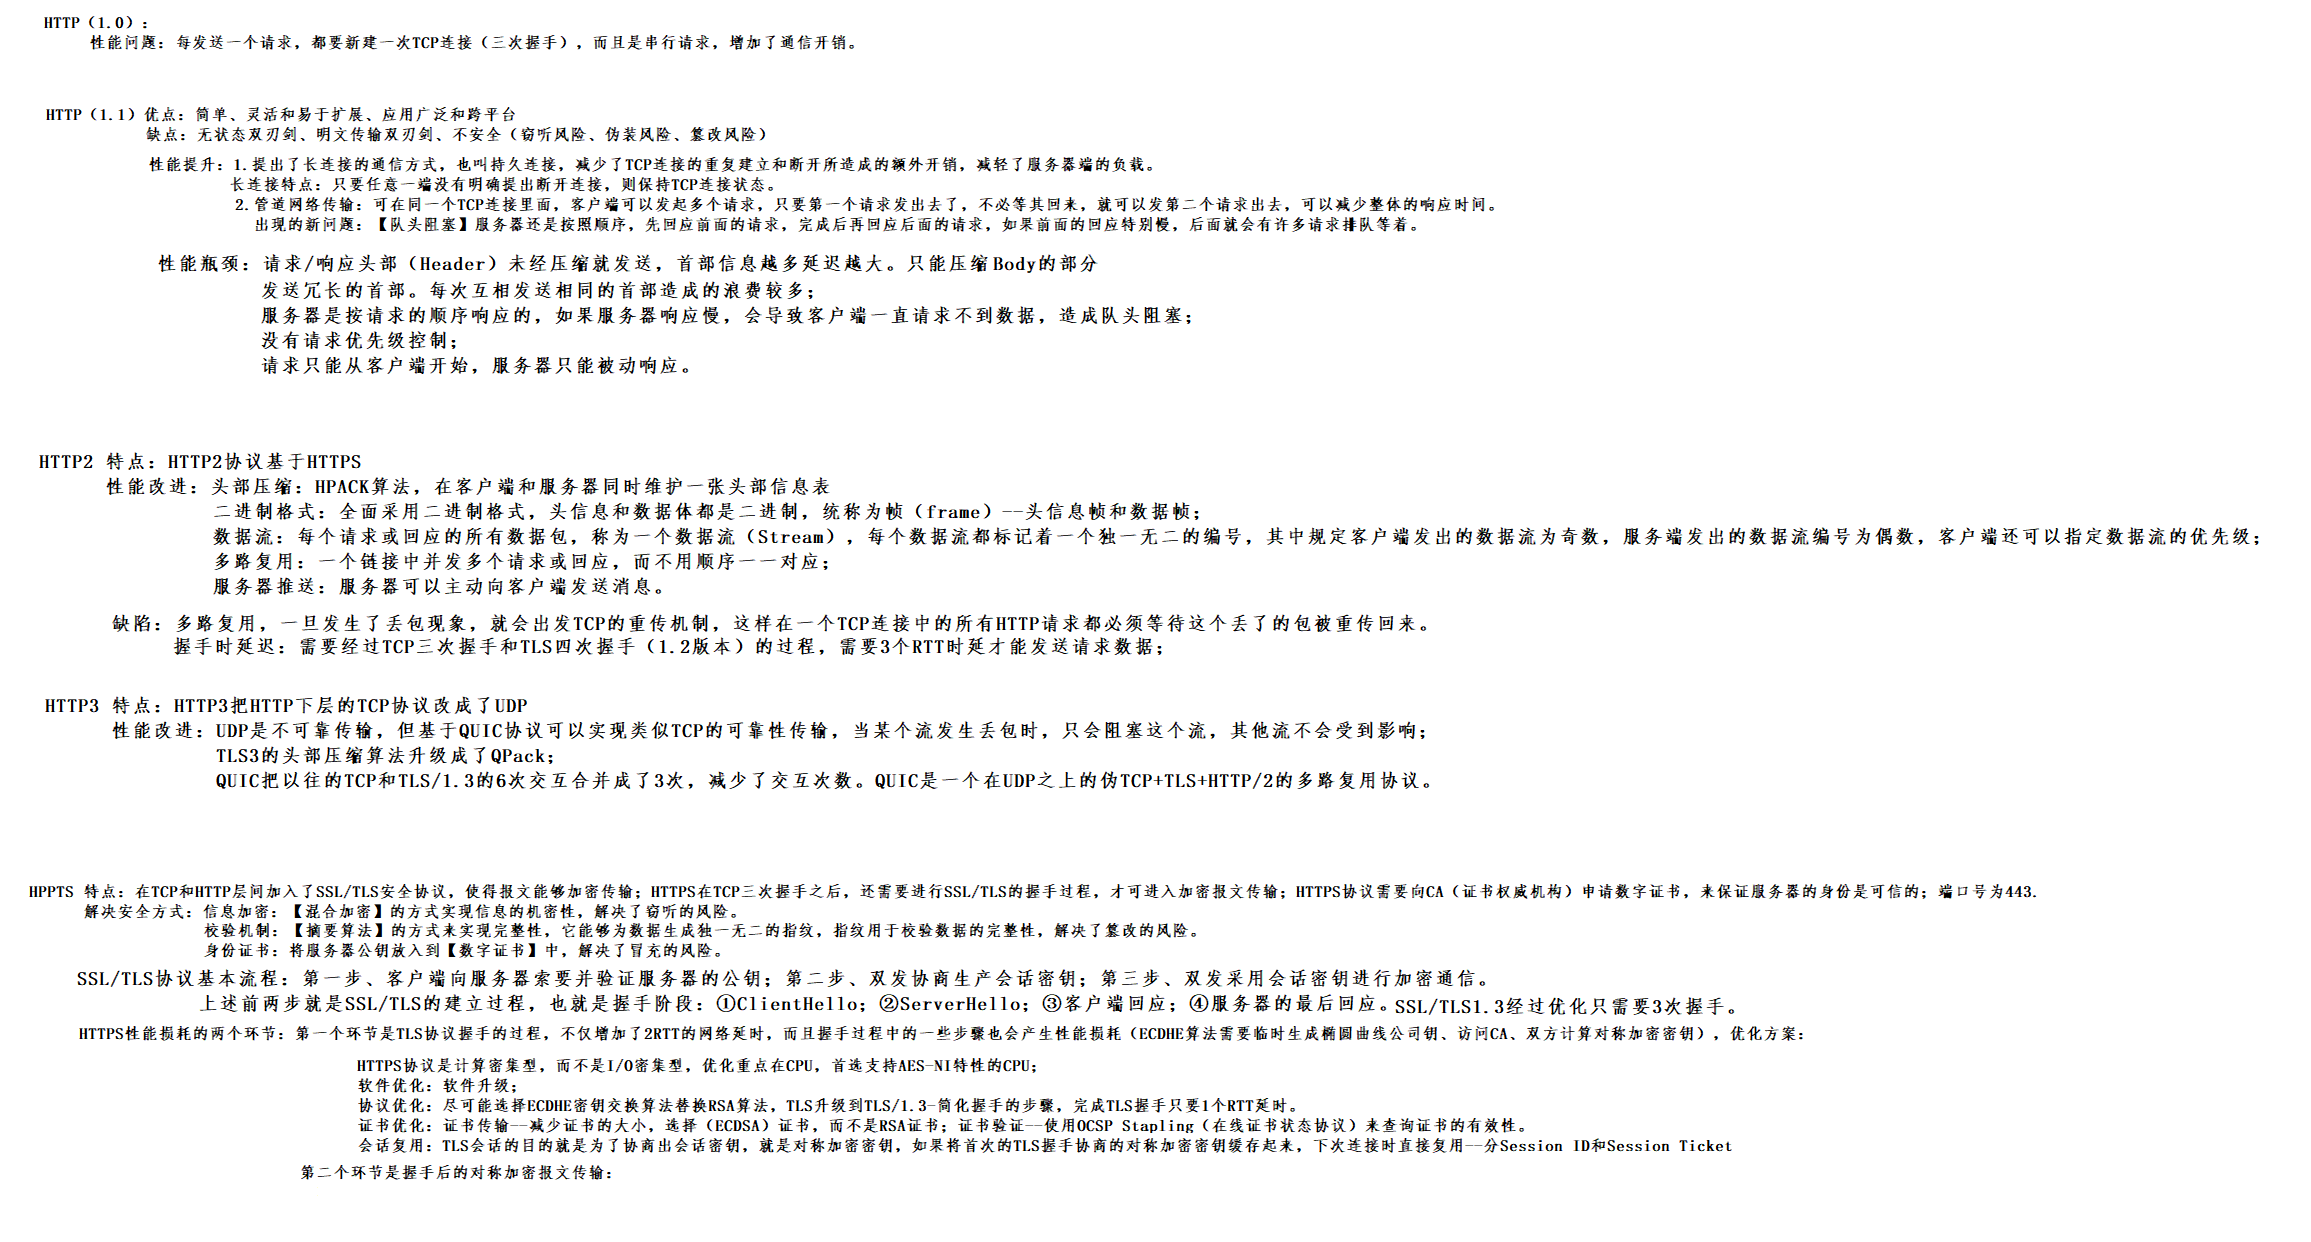 HTTP（1.0）：
性能问题：每发送一个请求，都要新建一次TCP连接（三次握手），而且是串行请求，增加了通信开销。
HTTP（1.1）优点：简单、灵活和易于扩展、应用广泛和跨平台
缺点：无状态双刃剑、明文传输双刃剑、不安全（窃听风险、伪装风险、篡改风险）
性能提升：1.提出了长连接的通信方式，也叫持久连接，减少了TCP连接的重复建立和断开所造成的额外开销，减轻了服务器端的负载。
长连接特点：只要任意一端没有明确提出断开连接，则保持TCP连接状态。
2.管道网络传输：可在同一个TCP连接里面，客户端可以发起多个请求，只要第一个请求发出去了，不必等其回来，就可以发第二个请求出去，可以减少整体的响应时间。
出现的新问题：【队头阻塞】服务器还是按照顺序，先回应前面的请求，完成后再回应后面的请求，如果前面的回应特别慢，后面就会有许多请求排队等着。
性能瓶颈：请求/响应头部（Header）未经压缩就发送，首部信息越多延迟越大。只能压缩Body的部分
发送冗长的首部。每次互相发送相同的首部造成的浪费较多；
服务器是按请求的顺序响应的，如果服务器响应慢，会导致客户端一直请求不到数据，造成队头阻塞；
没有请求优先级控制；
请求只能从客户端开始，服务器只能被动响应。
HTTP2 特点：HTTP2协议基于HTTPS
性能改进：头部压缩：HPACK算法，在客户端和服务器同时维护一张头部信息表
二进制格式：全面采用二进制格式，头信息和数据体都是二进制，统称为帧（frame）--头信息帧和数据帧；
数据流：每个请求或回应的所有数据包，称为一个数据流（Stream），每个数据流都标记着一个独一无二的编号，其中规定客户端发出的数据流为奇数，服务端发出的数据流编号为偶数，客户端还可以指定数据流的优先级；
多路复用：一个链接中并发多个请求或回应，而不用顺序一一对应；
服务器推送：服务器可以主动向客户端发送消息。
缺陷：多路复用，一旦发生了丢包现象，就会出发TCP的重传机制，这样在一个TCP连接中的所有HTTP请求都必须等待这个丢了的包被重传回来。
握手时延迟：需要经过TCP三次握手和TLS四次握手（1.2版本）的过程，需要3个RTT时延才能发送请求数据；
HTTP3 特点：HTTP3把HTTP下层的TCP协议改成了UDP
性能改进：UDP是不可靠传输，但基于QUIC协议可以实现类似TCP的可靠性传输，当某个流发生丢包时，只会阻塞这个流，其他流不会受到影响；
TLS3的头部压缩算法升级成了QPack；
QUIC把以往的TCP和TLS/1.3的6次交互合并成了3次，减少了交互次数。QUIC是一个在UDP之上的伪TCP+TLS+HTTP/2的多路复用协议。
HPPTS 特点：在TCP和HTTP层间加入了SSL/TLS安全协议，使得报文能够加密传输；HTTPS在TCP三次握手之后，还需要进行SSL/TLS的握手过程，才可进入加密报文传输；HTTPS协议需要向CA（证书权威机构）申请数字证书，来保证服务器的身份是可信的；端口号为443.
解决安全方式：信息加密：【混合加密】的方式实现信息的机密性，解决了窃听的风险。
校验机制：【摘要算法】的方式来实现完整性，它能够为数据生成独一无二的指纹，指纹用于校验数据的完整性，解决了篡改的风险。
身份证书：将服务器公钥放入到【数字证书】中，解决了冒充的风险。
SSL/TLS协议基本流程：第一步、客户端向服务器索要并验证服务器的公钥；第二步、双发协商生产会话密钥；第三步、双发采用会话密钥进行加密通信。
上述前两步就是SSL/TLS的建立过程，也就是握手阶段：①ClientHello；②ServerHello；③客户端回应；④服务器的最后回应。SSL/TLS1.3经过优化只需要3次握手。
HTTPS性能损耗的两个环节：第一个环节是TLS协议握手的过程，不仅增加了2RTT的网络延时，而且握手过程中的一些步骤也会产生性能损耗（ECDHE算法需要临时生成椭圆曲线公司钥、访问CA、双方计算对称加密密钥），优化方案：
HTTPS协议是计算密集型，而不是I/O密集型，优化重点在CPU，首选支持AES-NI特性的CPU；
软件优化：软件升级；
协议优化：尽可能选择ECDHE密钥交换算法替换RSA算法，TLS升级到TLS/1.3-简化握手的步骤，完成TLS握手只要1个RTT延时。
证书优化：证书传输--减少证书的大小，选择（ECDSA）证书，而不是RSA证书；证书验证--使用OCSP Stapling（在线证书状态协议）来查询证书的有效性。
会话复用：TLS会话的目的就是为了协商出会话密钥，就是对称加密密钥，如果将首次的TLS握手协商的对称加密密钥缓存起来，下次连接时直接复用--分Session ID和Session Ticket
第二个环节是握手后的对称加密报文传输：